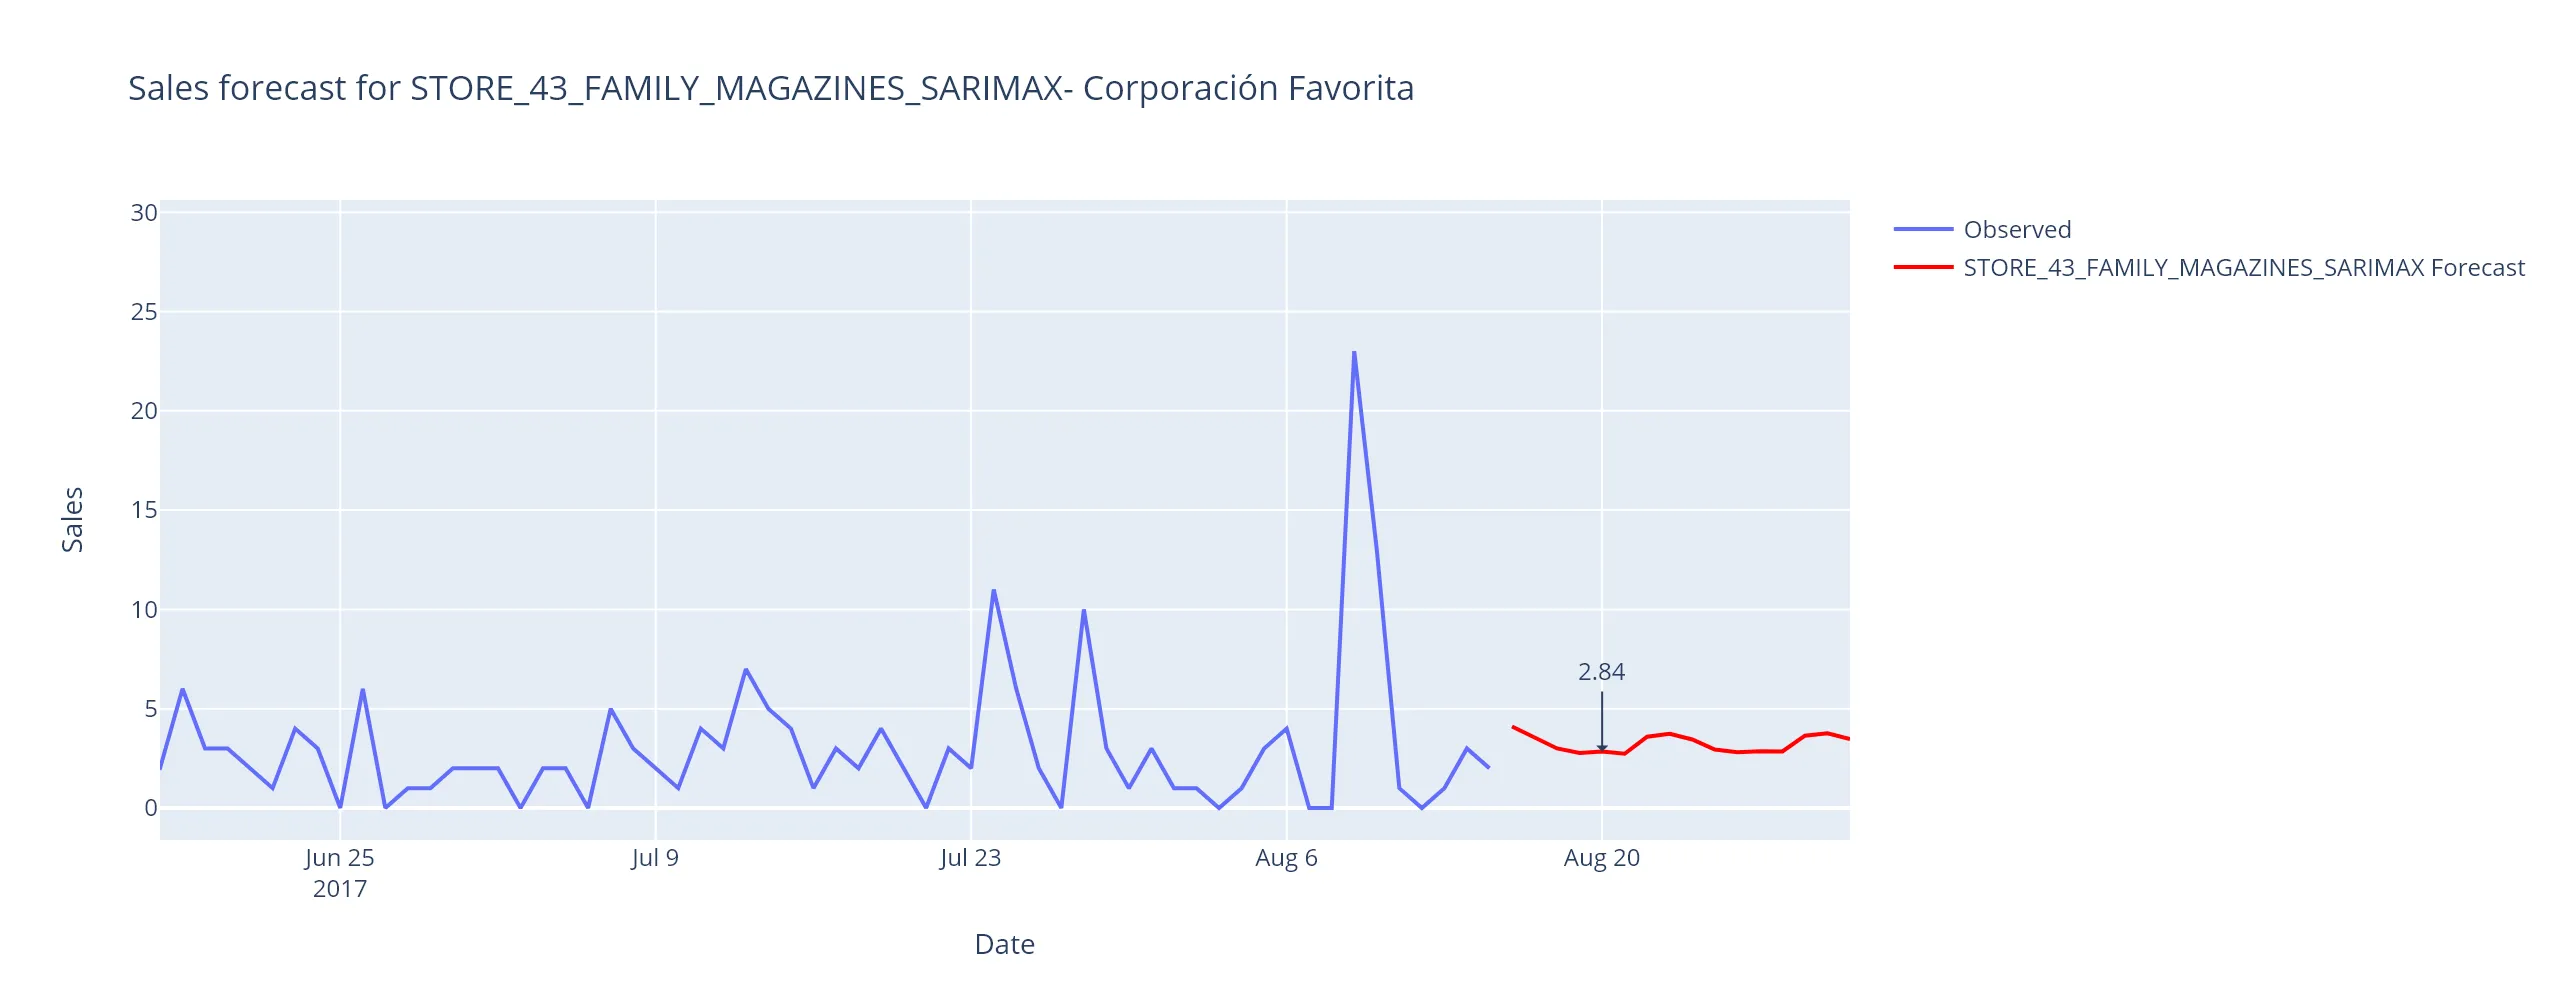 Sales forecast for STORE_43_FAMILY_MAGAZINES_SARIMAX- Corporación Favorita
30
25
20
15
10
5
0
Sales
2.84
Jun 25
2017
Jul 9
Jul 23
Aug 6
Aug 20
Date
Observed
STORE_43_FAMILY_MAGAZINES_SARIMAX Forecast